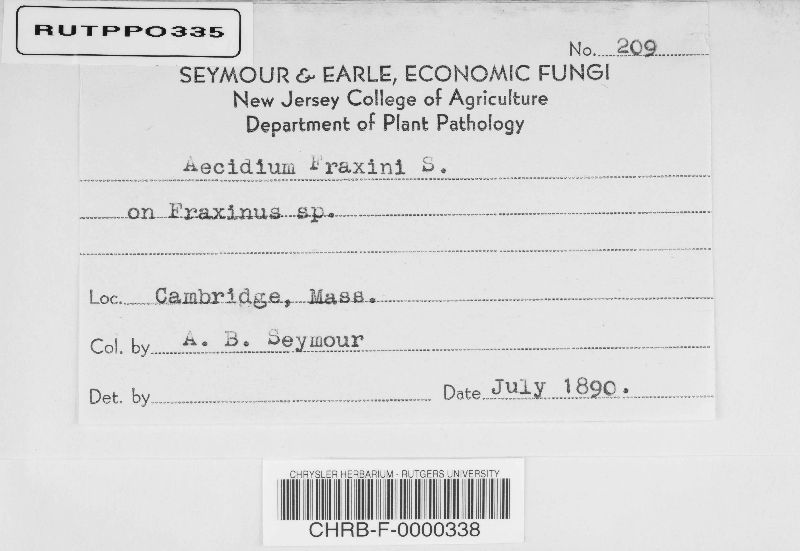 RUTPP0335
No. 209
SEYMOUR & EARLE, ECONOMIC FUNGI
New Jersey College of Agriculture
Department of Plant Pathology
Aecidium Fraxini S.
on Fraxinus sp.
Loc. Cambridge, Mass.
Col. by A. B. Seymour
Det. by
Date July 1890.
CHRYSLER HERBARIUM - RUTGERS UNIVERSITY
CHRB-F-0000338